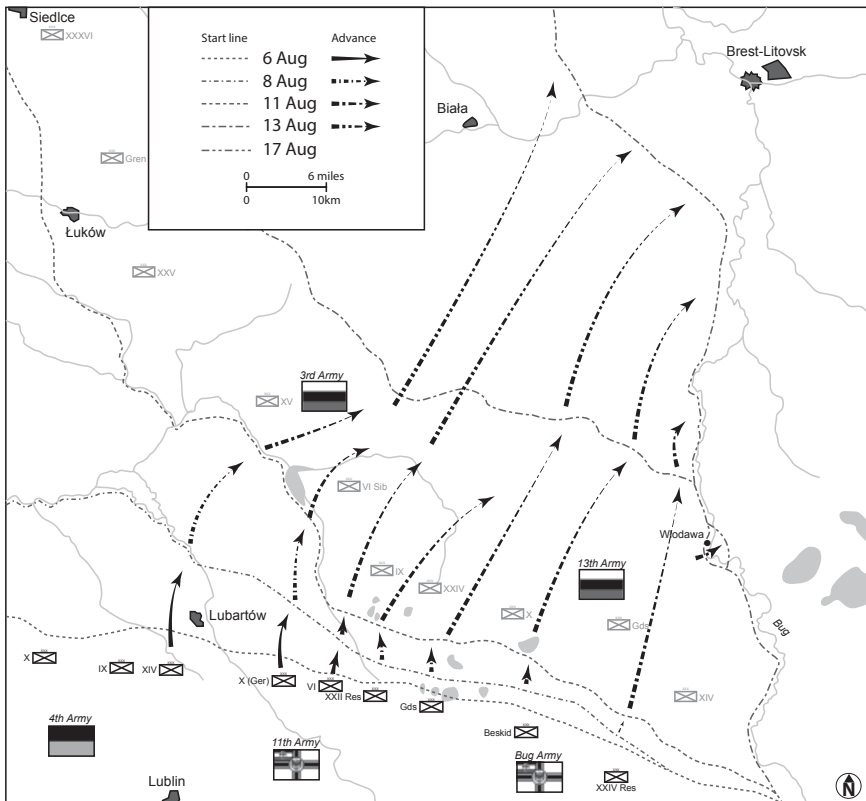 Siedlce
XXXVI
Start line Advance
6 Aug
8 Aug
11 Aug
13 Aug
17 Aug
0 6 miles
0 10km
Brest-Litovsk
Biała
Gren
Łuków
XXV
3rd Army
XV
VI Sib
Włodawa
IX
13th Army
XXIV
X
Gds
Bug
Lubartów
X
IX
XIV
X (Ger)
VI
XXII Res
Gds
XIV
4th Army
11th Army
Beskid
Bug Army
XXIV Res
Lublin
N